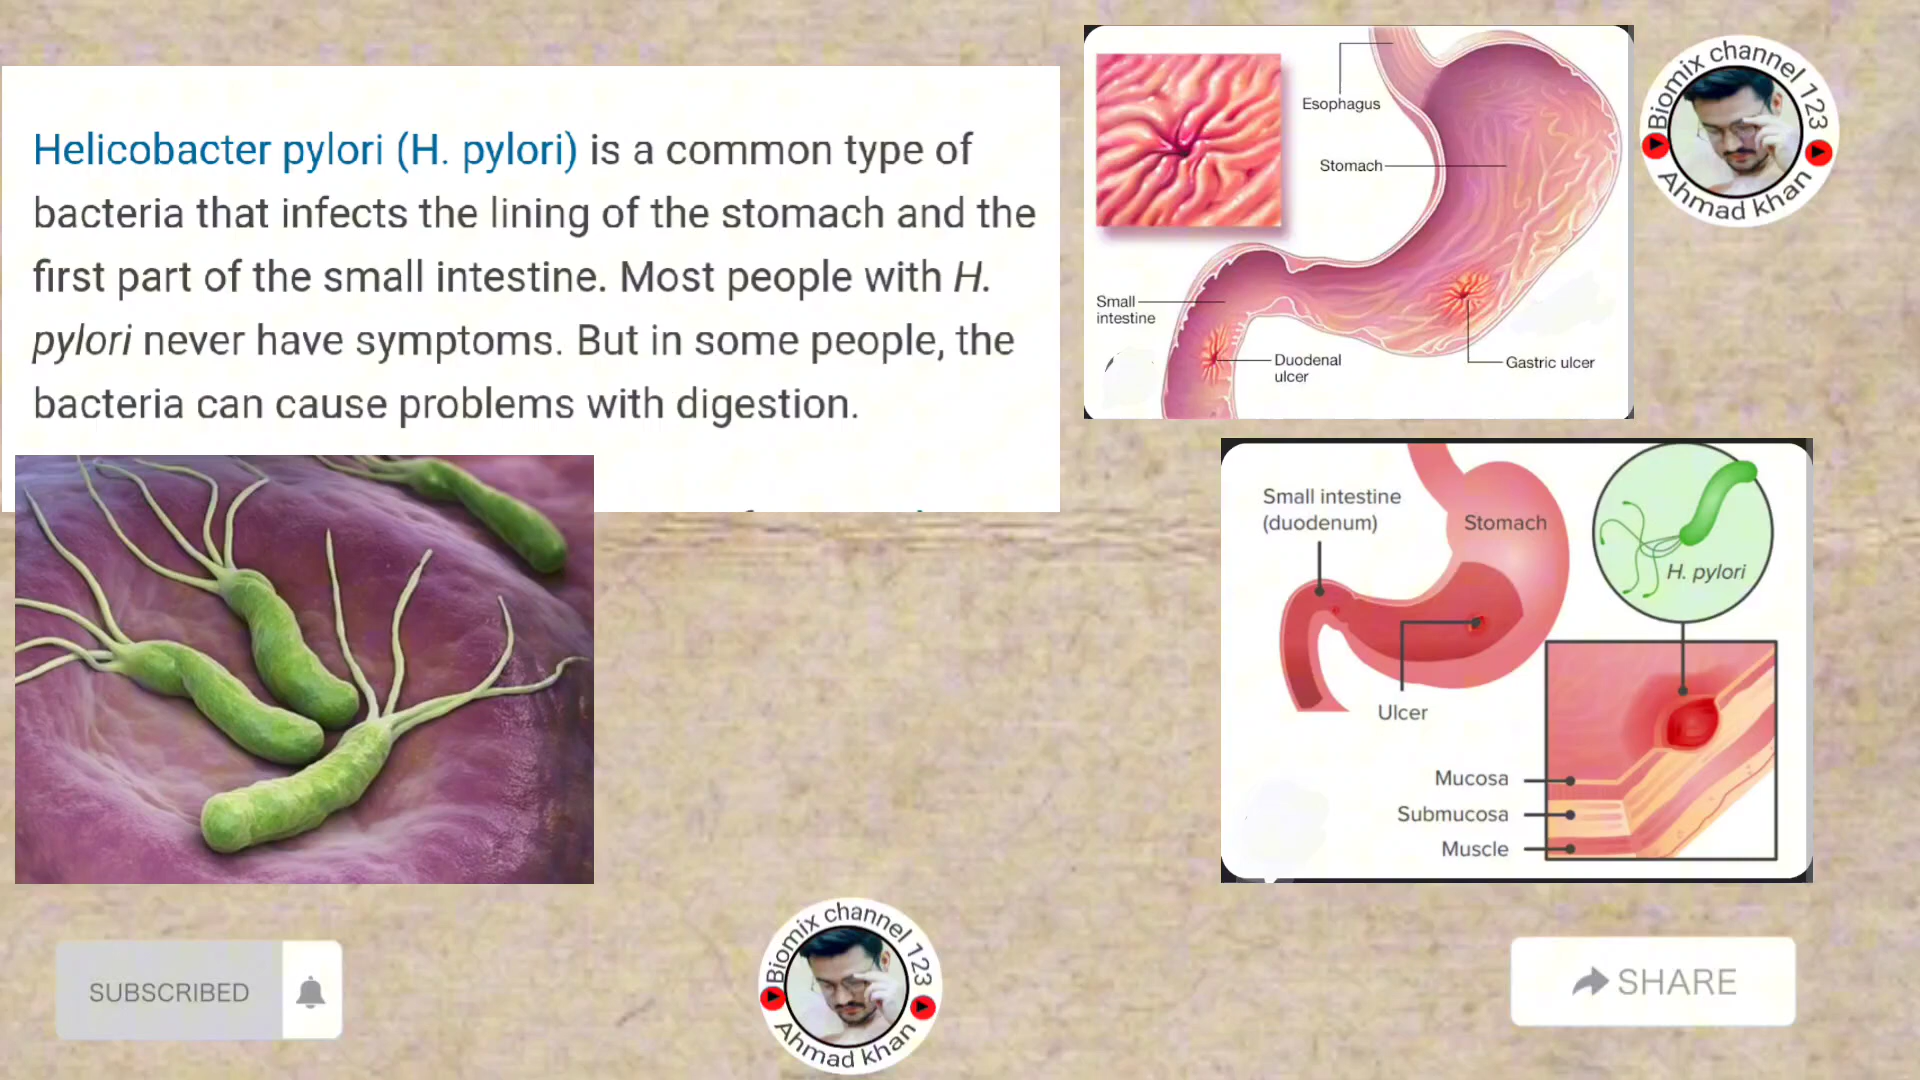 Helicobacter pylori (H. pylori) is a common type of
bacteria that infects the lining of the stomach and the
first part of the small intestine. Most people with H.
pylori never have symptoms. But in some people, the
bacteria can cause problems with digestion.
Esophagus
Stomach
Small
intestine
Duodenal
ulcer
Gastric ulcer
Biomix channel 123
Ahmad khan
Small intestine
(duodenum)
Stomach
H. pylori
Ulcer
Mucosa
Submucosa
Muscle
SUBSCRIBED
Biomix channel 123
Ahmad khan
SHARE